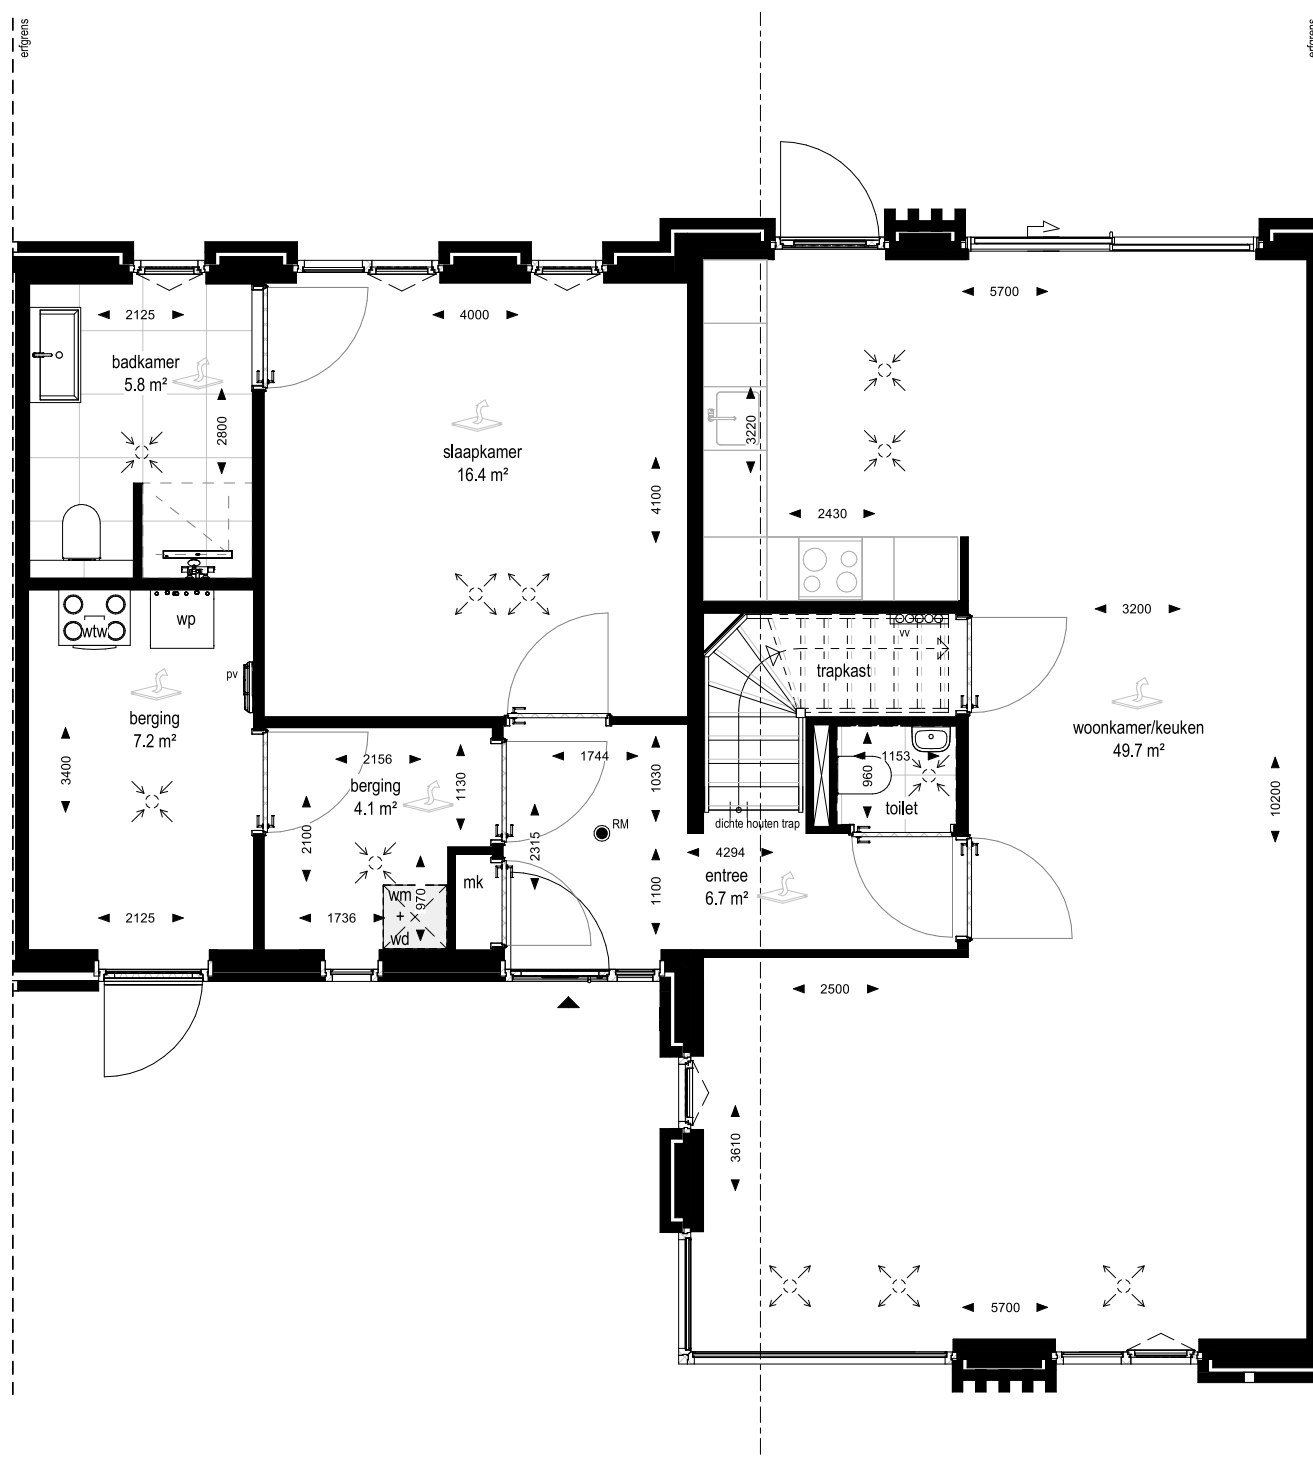 erfgrens
erfgrens
5700
2125
4000
badkamer
5.8 m²
2800
slaapkamer
16.4 m²
3220
4100
2430
wtw
wp
3200
vv
trapkast
pv
berging
7.2 m²
woonkamer/keuken
49.7 m²
3400
2156
1130
1744
1030
960
1153
10200
berging
4.1 m²
toilet
2100
2315
RM
dichte houten trap
4294
entree
6.7 m²
mk
1100
wm
+
wd
970
2125
1736
2500
3610
5700